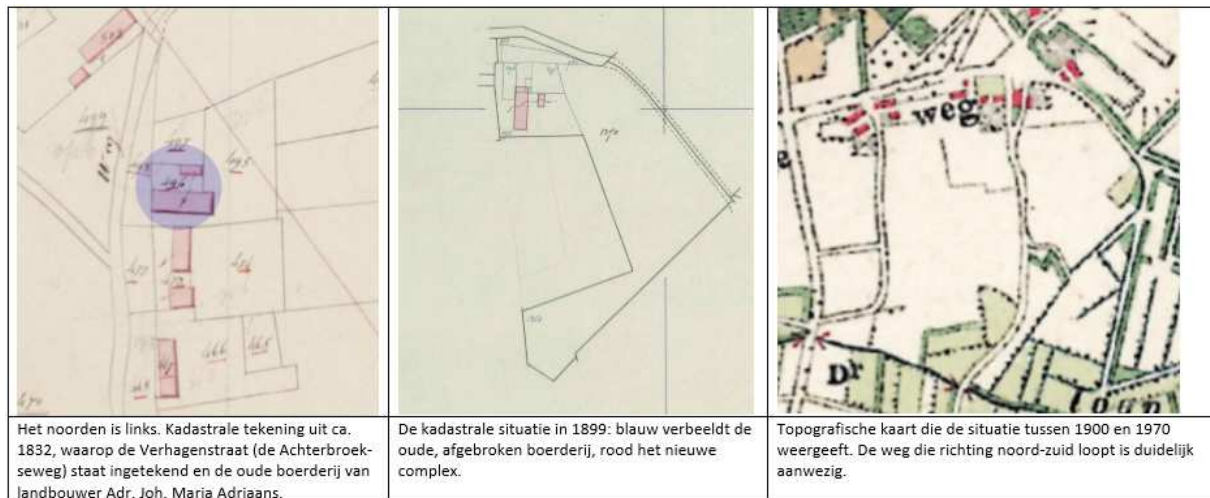 weg
Dr
Loop
Het noorden is links. Kadastrale tekening uit ca.
1832, waarop de Verhagenstraat (de Achterbroek-
seweg) staat ingetekend en de oude boerderij van
landbouwer Adr. Joh. Maria Adriaans.
De kadastrale situatie in 1899: blauw verbeeldt de
oude, afgebroken boerderij, rood het nieuwe
complex.
Topografische kaart die de situatie tussen 1900 en 1970
weergeeft. De weg die richting noord-zuid loopt is duidelijk
aanwezig.